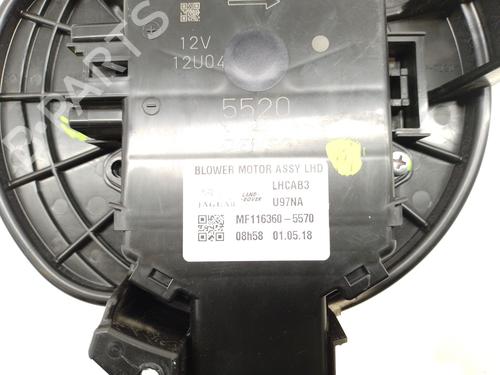 12V
12U04
5520
BLOWER MOTOR ASSY LHD
LHCAB3
JAGUAR LAND ROVER U97NA
MF116360-5570
08h58 01.05.18
B-PARTS